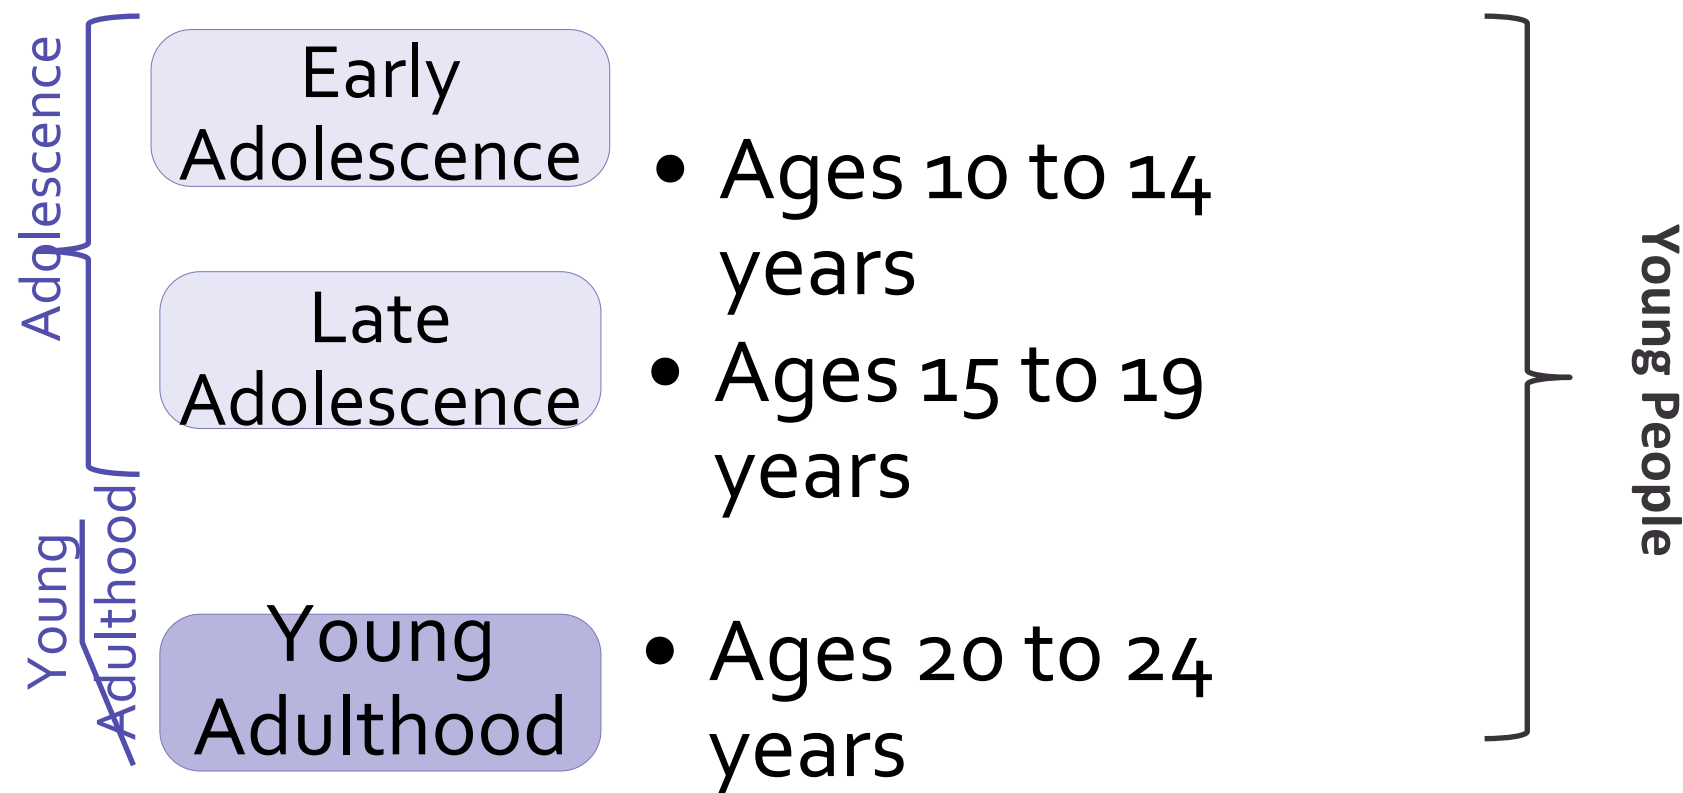 Adolescence
Early
Adolescence
• Ages 10 to 14
years
Late
Adolescence
• Ages 15 to 19
years
Young
Adulthood
Young
Adulthood
• Ages 20 to 24
years
Young People